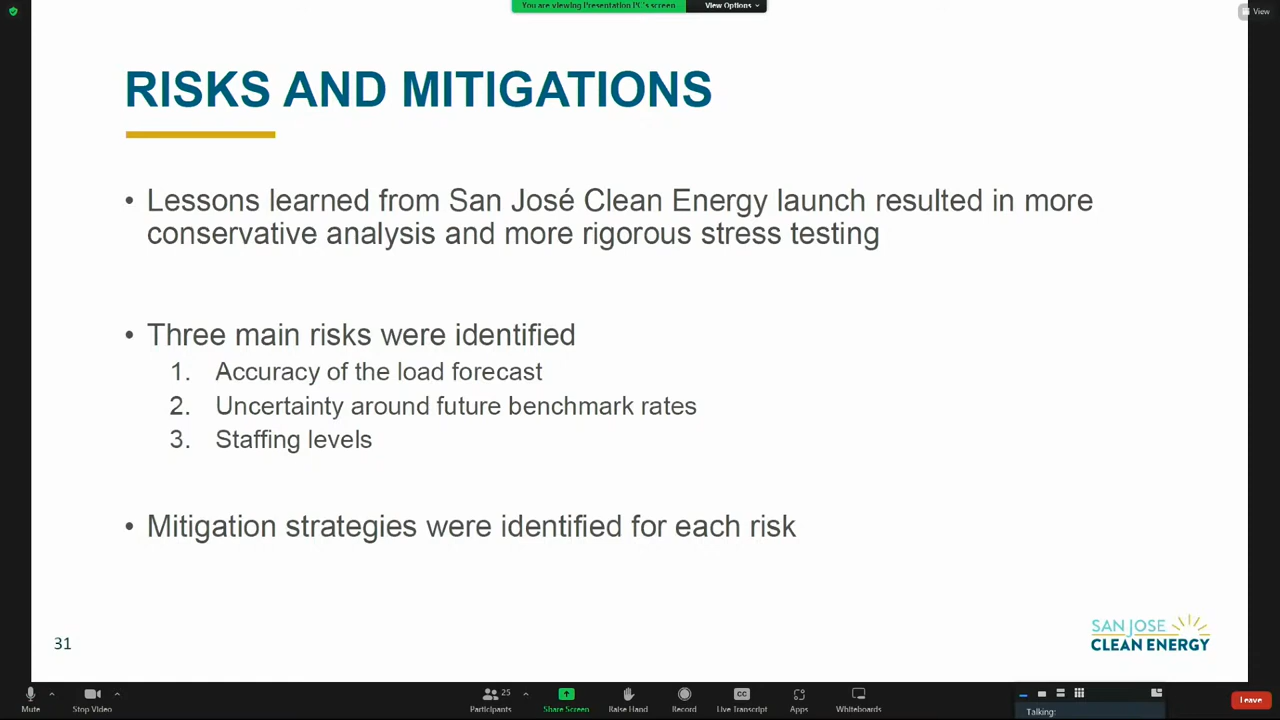 You are viewing Presentation PC's screen
View Options
View
RISKS AND MITIGATIONS
• Lessons learned from San José Clean Energy launch resulted in more
conservative analysis and more rigorous stress testing
• Three main risks were identified
1. Accuracy of the load forecast
2. Uncertainty around future benchmark rates
3. Staffing levels
• Mitigation strategies were identified for each risk
31
SAN JOSE
CLEAN ENERGY
25
Mute
Stop Video
Participants
Share Screen
Raise Hand
CC
Record
Live Transcript
Apps
Whiteboards
Talking:
Leave